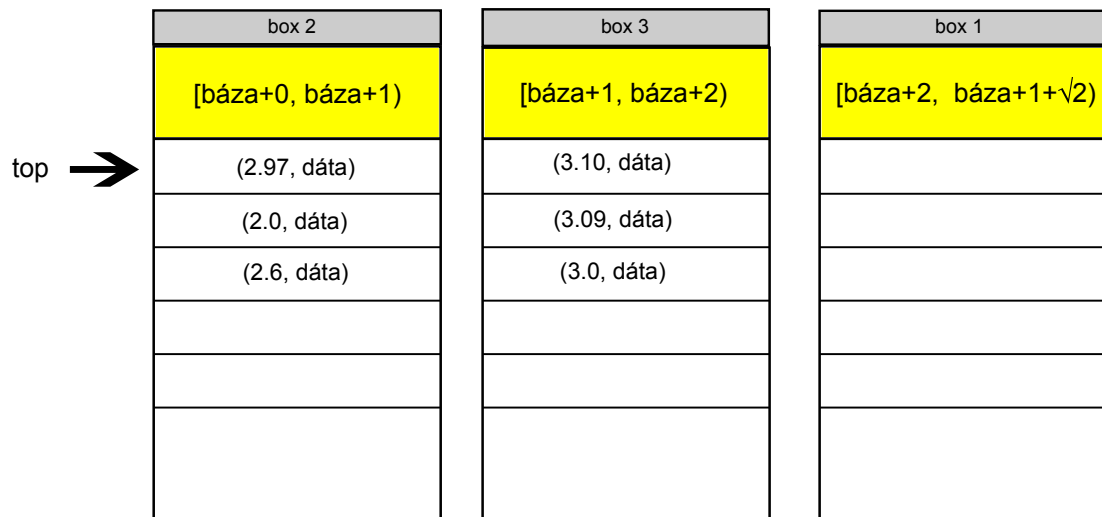 box 2
box 3
box 1
[báza+0, báza+1)
[báza+1, báza+2)
[báza+2, báza+1+√2)
top
(2.97, dáta)
(3.10, dáta)
(2.0, dáta)
(3.09, dáta)
(2.6, dáta)
(3.0, dáta)